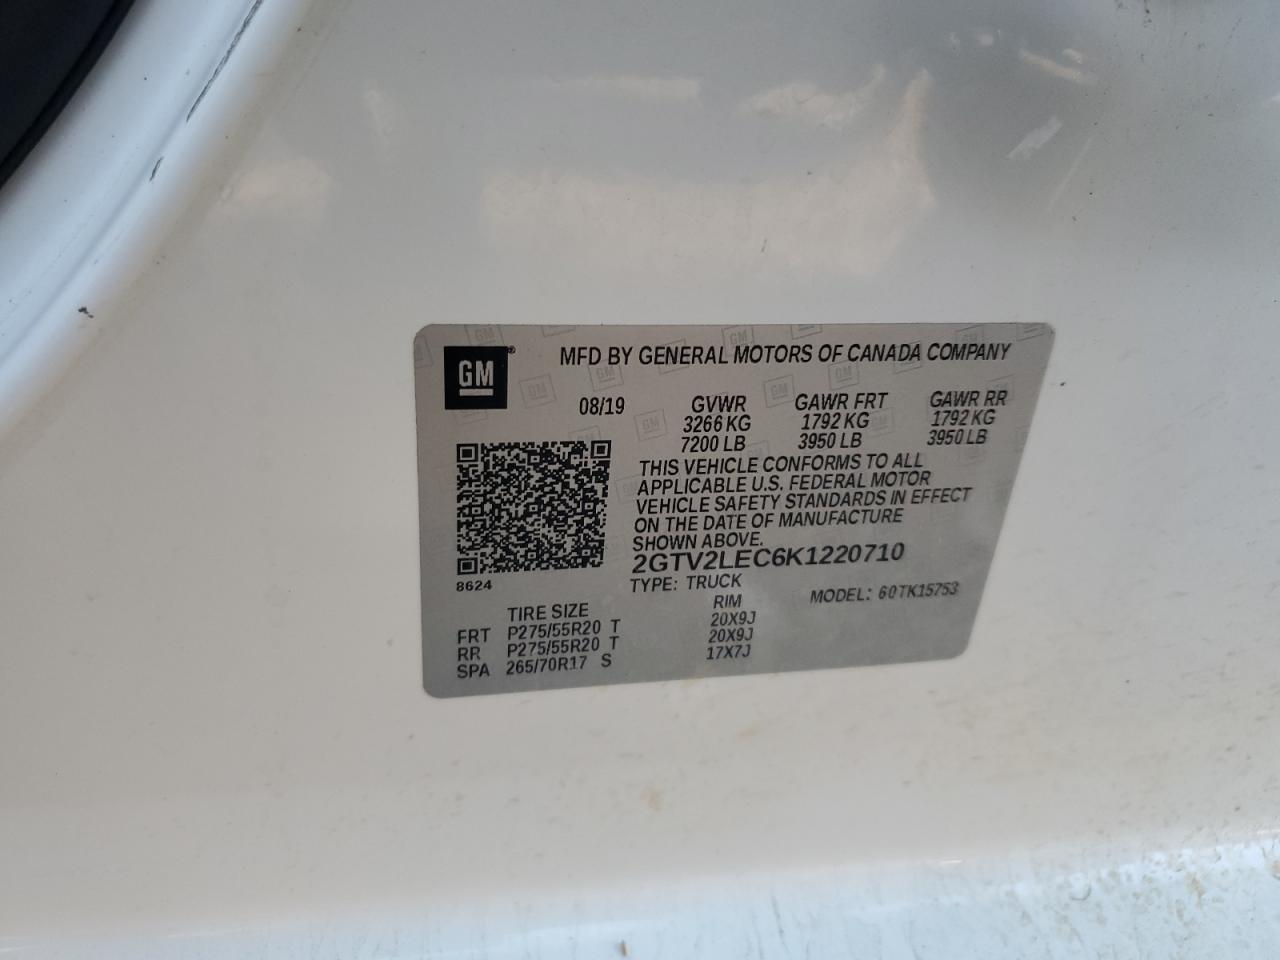 GM
MFD BY GENERAL MOTORS OF CANADA COMPANY
08/19 GVWR GAWR FRT GAWR RR
3266 KG 1792 KG 1792 KG
7200 LB 3950 LB 3950 LB
THIS VEHICLE CONFORMS TO ALL
APPLICABLE U.S. FEDERAL MOTOR
VEHICLE SAFETY STANDARDS IN EFFECT
ON THE DATE OF MANUFACTURE
SHOWN ABOVE.
2GTV2LEC6K1220710
8624
TYPE: TRUCK MODEL: 60TK15753
TIRE SIZE RIM
FRT P275/55R20 T 20X9J
RR P275/55R20 T 20X9J
SPA 265/70R17 S 17X7J